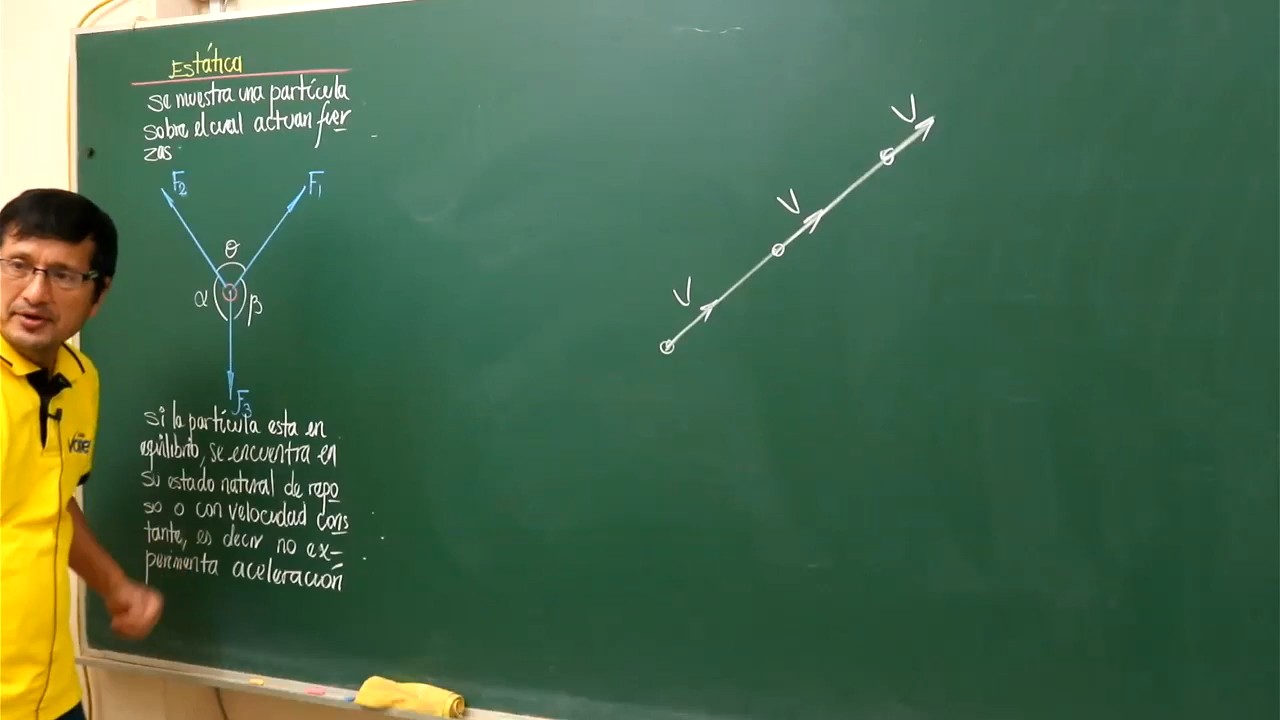 Estática
se muestra una partícula
sobre el cual actuan fuer
zas
F2
F1
θ
α
β
F3
si la partícula esta en
equilibrio, se encuentra en
su estado natural de repo
so o con velocidad cons
tante, es decir no ex-
perimenta aceleración
V
V
V